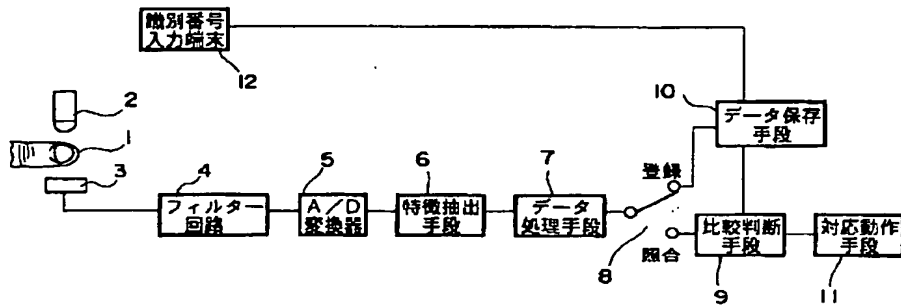 識別番号
入力端末
12
2
1
3
10
データ保存
手段
4
フィルター
回路
5
A/D
変換器
6
特徴抽出
手段
7
データ
処理手段
登録
8
照合
比較判断
手段
9
対応動作
手段
11